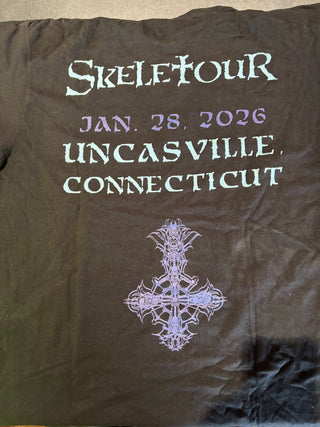 SKELETOUR
JAN. 28, 2026
UNCASVILLE,
CONNECTICUT